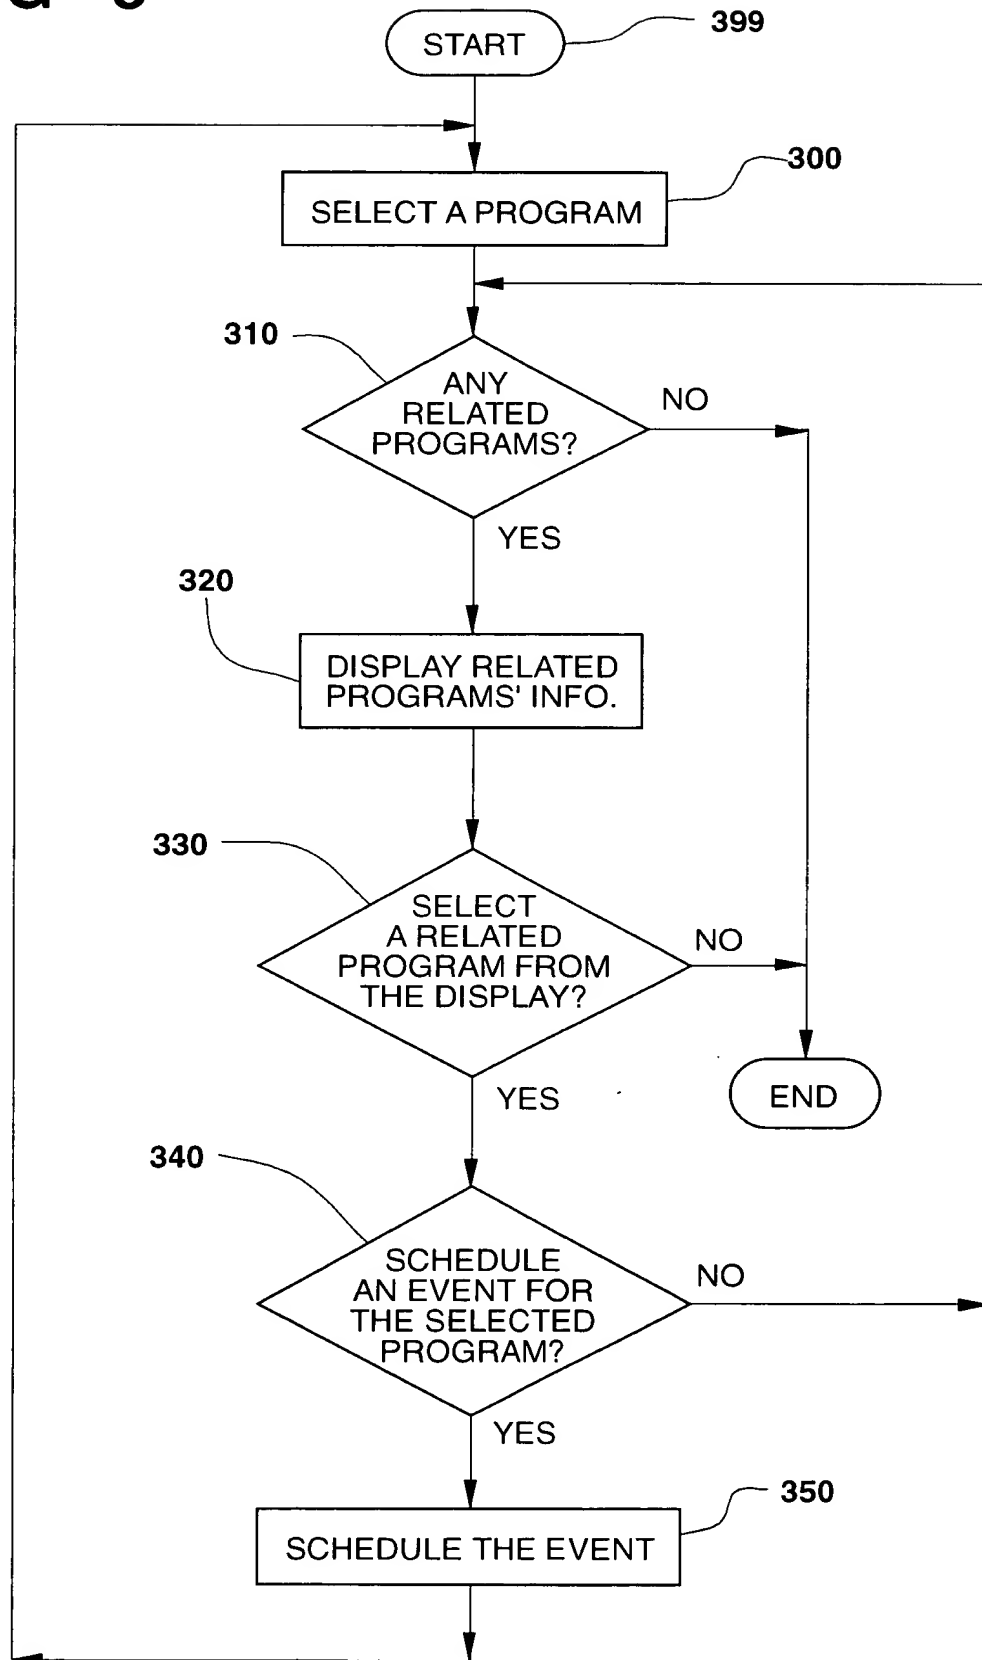 START
399
300
SELECT A PROGRAM
310
ANY
RELATED
PROGRAMS?
NO
YES
320
DISPLAY RELATED
PROGRAMS' INFO.
330
SELECT
A RELATED
PROGRAM FROM
THE DISPLAY?
NO
YES
END
340
SCHEDULE
AN EVENT FOR
THE SELECTED
PROGRAM?
NO
YES
350
SCHEDULE THE EVENT